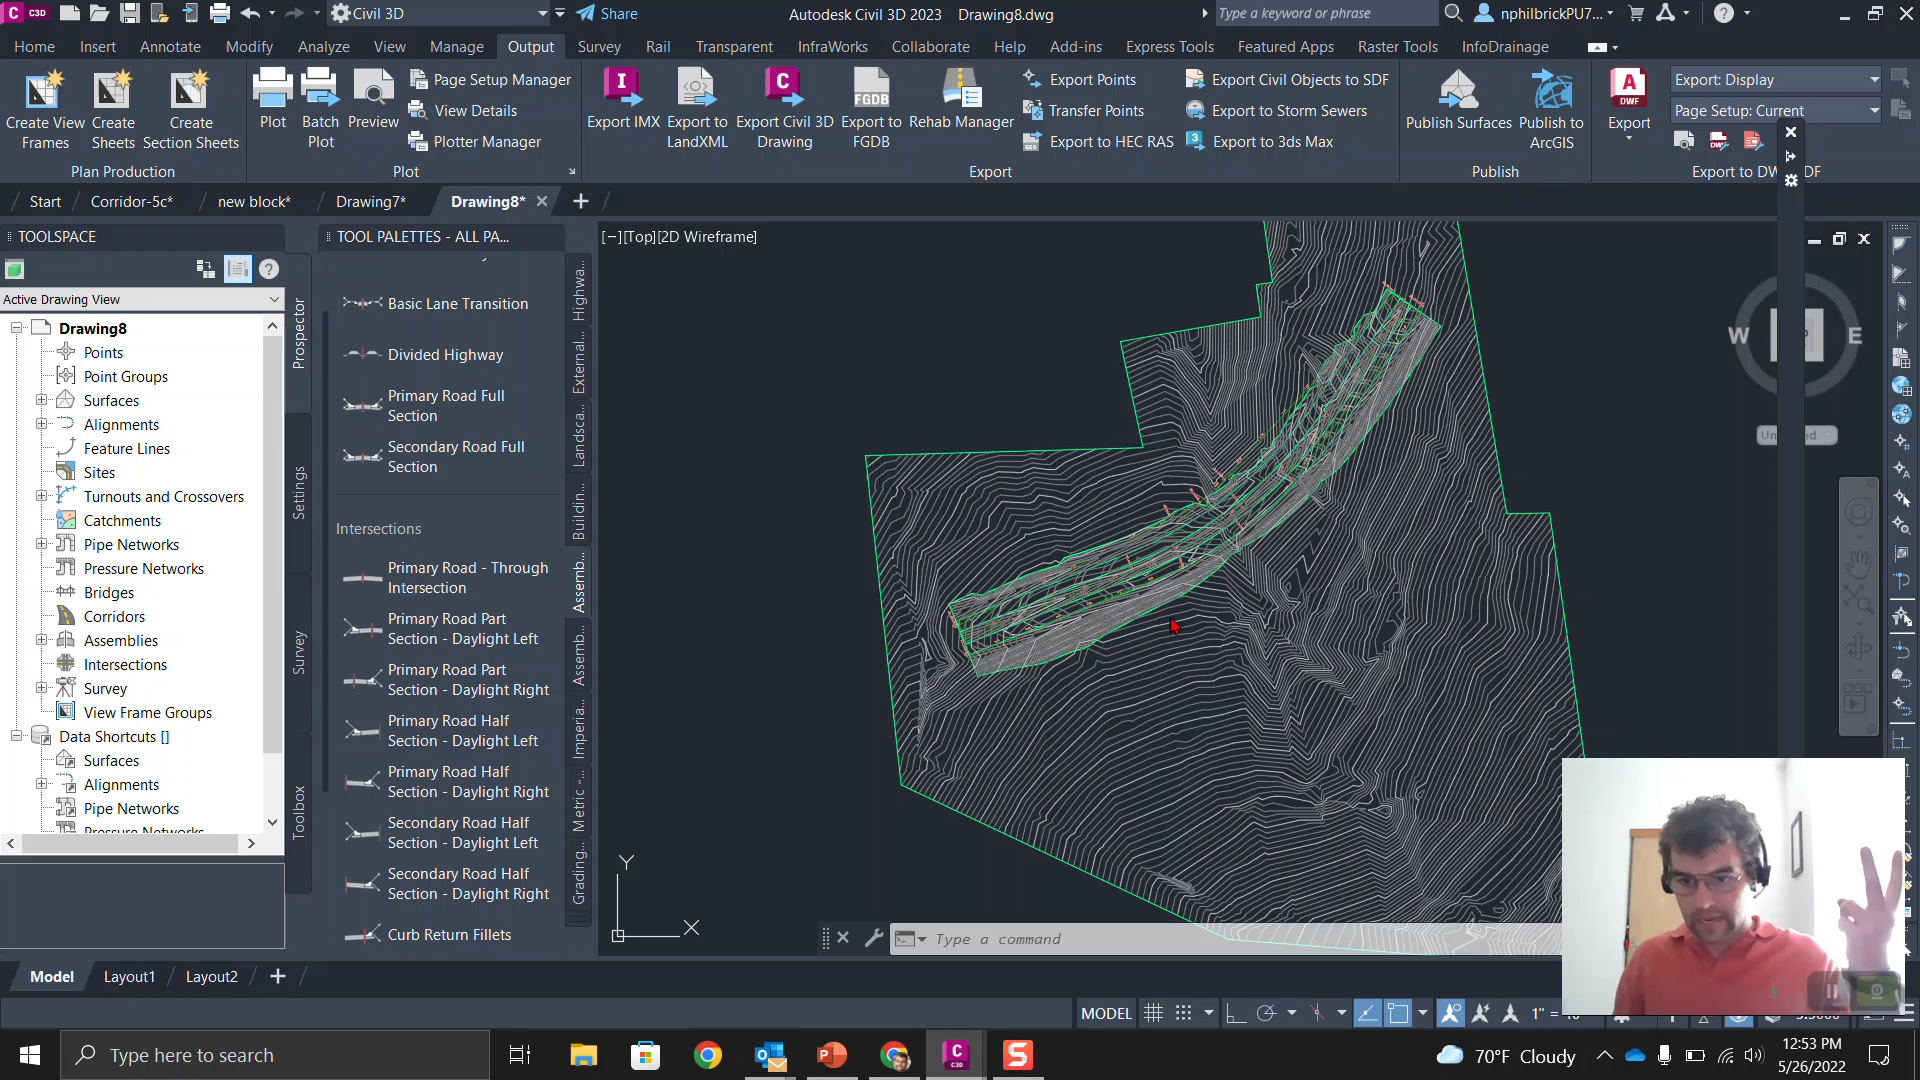 C3D
Civil 3D
Share
Autodesk Civil 3D 2023 Drawing8.dwg
Type a keyword or phrase
nphilbrickPU7...
Home Insert Annotate Modify Analyze View Manage Output Survey Rail Transparent InfraWorks Collaborate Help Add-ins Express Tools Featured Apps Raster Tools InfoDrainage
Create View Frames
Create Sheets
Create Section Sheets
Plan Production
Plot
Batch Plot
Preview
Page Setup Manager
View Details
Plotter Manager
Plot
Export IMX
Export to LandXML
Export Civil 3D Drawing
FGDB
Export to FGDB
Rehab Manager
Export Points
Transfer Points
Export to HEC RAS
Export Civil Objects to SDF
Export to Storm Sewers
Export to 3ds Max
Export
Publish Surfaces
Publish to ArcGIS
Publish
DWF
Export
Export: Display
Page Setup: Current
Export to DW DF
Start Corridor-5c* new block* Drawing7* Drawing8*
TOOLSPACE
Active Drawing View
Drawing8
Points
Point Groups
Surfaces
Alignments
Feature Lines
Sites
Turnouts and Crossovers
Catchments
Pipe Networks
Pressure Networks
Bridges
Corridors
Assemblies
Intersections
Survey
View Frame Groups
Data Shortcuts []
Surfaces
Alignments
Pipe Networks
Pressure Networks
Prospector
Settings
Survey
Toolbox
TOOL PALETTES - ALL PA...
Basic Lane Transition
Divided Highway
Primary Road Full Section
Secondary Road Full Section
Intersections
Primary Road - Through Intersection
Primary Road Part Section - Daylight Left
Primary Road Part Section - Daylight Right
Primary Road Half Section - Daylight Left
Primary Road Half Section - Daylight Right
Secondary Road Half Section - Daylight Left
Secondary Road Half Section - Daylight Right
Curb Return Fillets
Highwa...
External...
Landsca...
Buildin...
Assemb...
Assemb...
Imperia...
Metric -...
Grading...
[−][Top][2D Wireframe]
W E
Y
X
Type a command
Model Layout1 Layout2
MODEL
1" =
Type here to search
70°F Cloudy
12:53 PM
5/26/2022